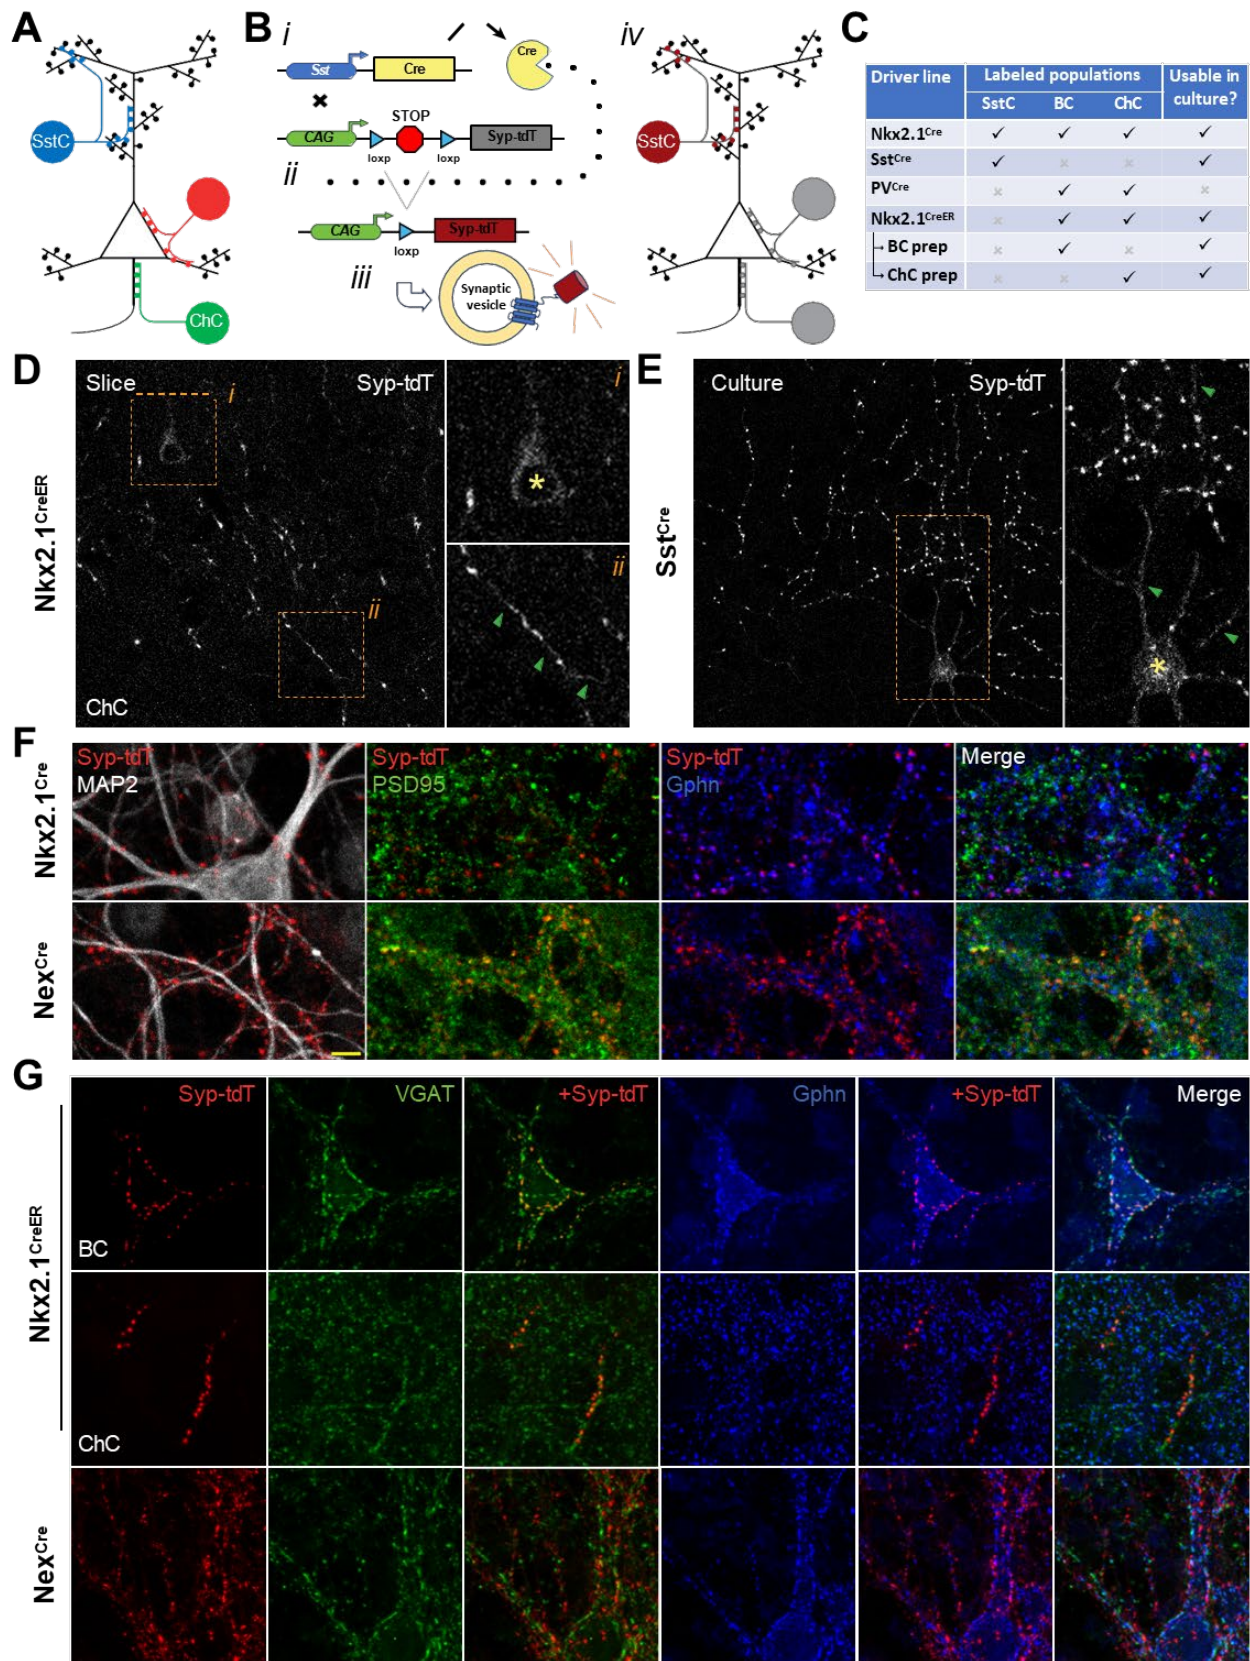 A
SstC
ChC
B
i
Sst
Cre
Cre
CAG
STOP
loxp
loxp
Syp-tdT
ii
CAG
loxp
Syp-tdT
iii
Synaptic
vesicle
iv
SstC
C
Driver line Labeled populations Usable in
culture?
SstC BC ChC
Nkx2.1Cre ✓ ✓ ✓ ✓
SstCre ✓ × × ✓
PVCre × ✓ ✓ ×
Nkx2.1CreER × ✓ ✓ ✓
BC prep × ✓ × ✓
ChC prep × × ✓ ✓
D
Nkx2.1CreER
Slice Syp-tdT
i
ii
ChC
i
*
ii
E
SstCre
Culture Syp-tdT
*
F
Nkx2.1Cre
Syp-tdT
MAP2
Syp-tdT
PSD95
Syp-tdT
Gphn
Merge
NexCre
G
Nkx2.1CreER
Syp-tdT VGAT +Syp-tdT Gphn +Syp-tdT Merge
BC
ChC
NexCre